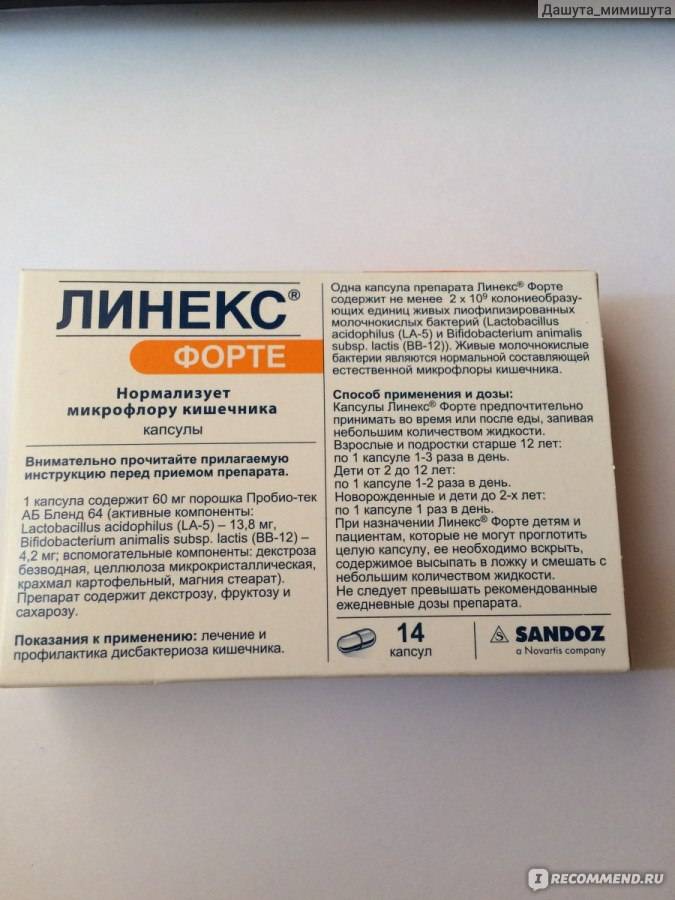 Дашута_мимишута
ЛИНЕКС®
ФОРТЕ
Нормализует
микрофлору кишечника
капсулы
Внимательно прочитайте прилагаемую
инструкцию перед приемом препарата.
1 капсула содержит 60 мг порошка Пробио-тек
АБ Бленд 64 (активные компоненты:
Lactobacillus acidophilus (LA-5) – 13,8 мг,
Bifidobacterium animalis subsp. lactis (BB-12) –
4,2 мг; вспомогательные компоненты: декстроза
безводная, целлюлоза микрокристаллическая,
крахмал картофельный, магния стеарат).
Препарат содержит декстрозу, фруктозу и
сахарозу.
Показания к применению: лечение и
профилактика дисбактериоза кишечника.
Одна капсула препарата Линекс® Форте
содержит не менее 2 x 10⁹ колониеобразу-
ющих единиц живых лиофилизированных
молочнокислых бактерий (Lactobacillus
acidophilus (LA-5) и Bifidobacterium animalis
subsp. lactis (BB-12)). Живые молочнокислые
бактерии являются нормальной составляющей
естественной микрофлоры кишечника.
Способ применения и дозы:
Капсулы Линекс® Форте предпочтительно
принимать во время или после еды, запивая
небольшим количеством жидкости.
Взрослые и подростки старше 12 лет:
по 1 капсуле 1-3 раза в день.
Дети от 2 до 12 лет:
по 1 капсуле 1-2 раза в день.
Новорожденные и дети до 2-х лет:
по 1 капсуле 1 раз в день.
При назначении Линекс® Форте детям и
пациентам, которые не могут проглотить
целую капсулу, ее необходимо вскрыть,
содержимое высыпать в ложку и смешать с
небольшим количеством жидкости.
Не следует превышать рекомендованные
ежедневные дозы препарата.
14
капсул
SANDOZ
a Novartis company
IRECOMMEND.RU